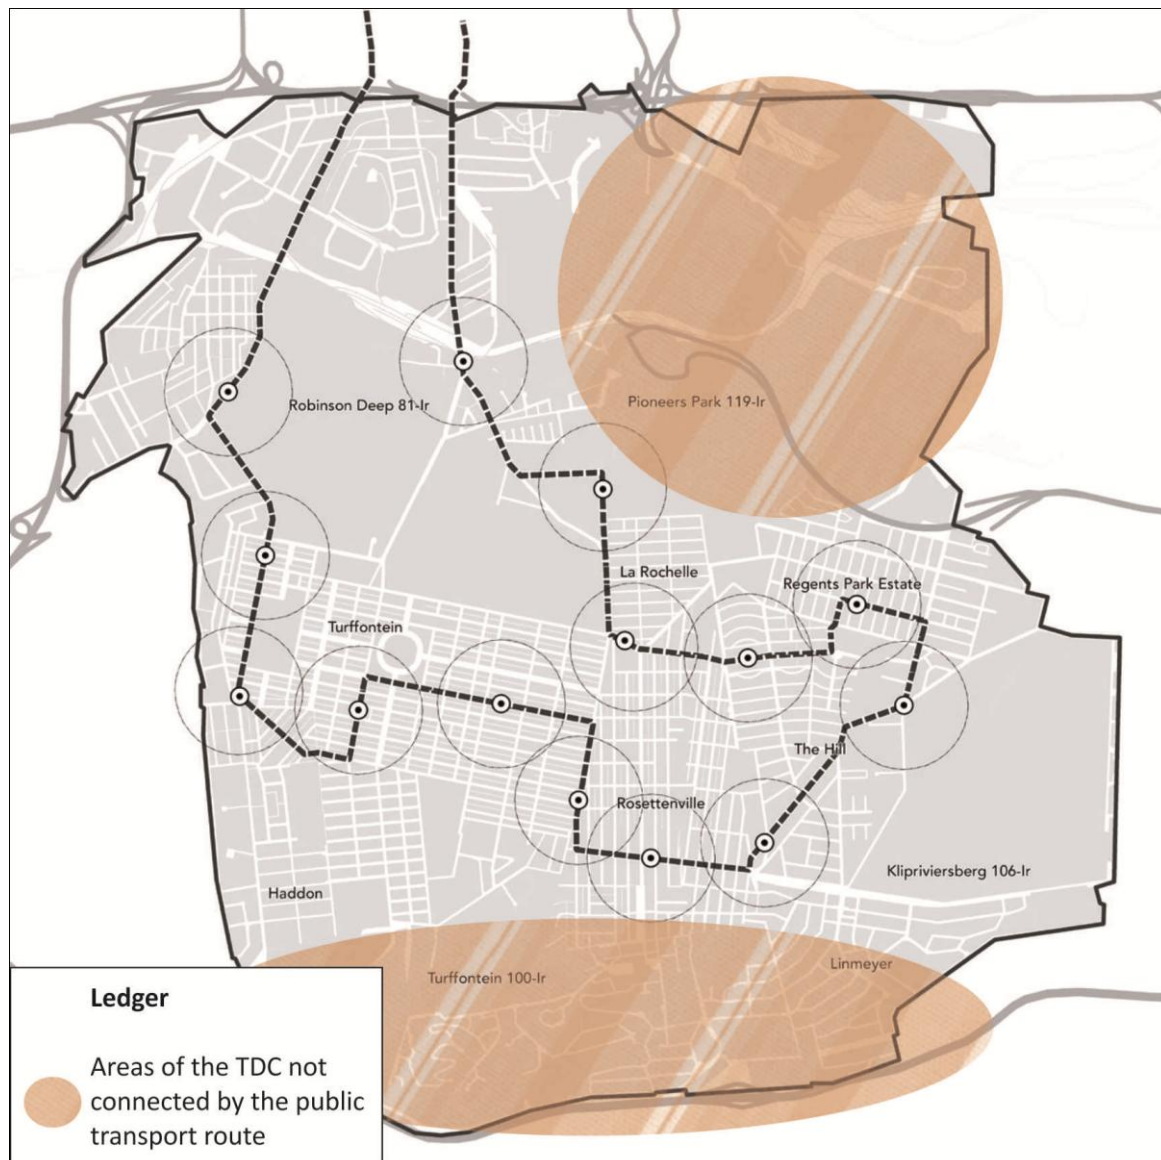 Robinson Deep 81-Ir
Pioneers Park 119-Ir
La Rochelle
Regents Park Estate
Turffontein
The Hill
Rosettenville
Klipriviersberg 106-Ir
Haddon
Linmeyer
Turffontein 100-Ir
Ledger
Areas of the TDC not
connected by the public
transport route